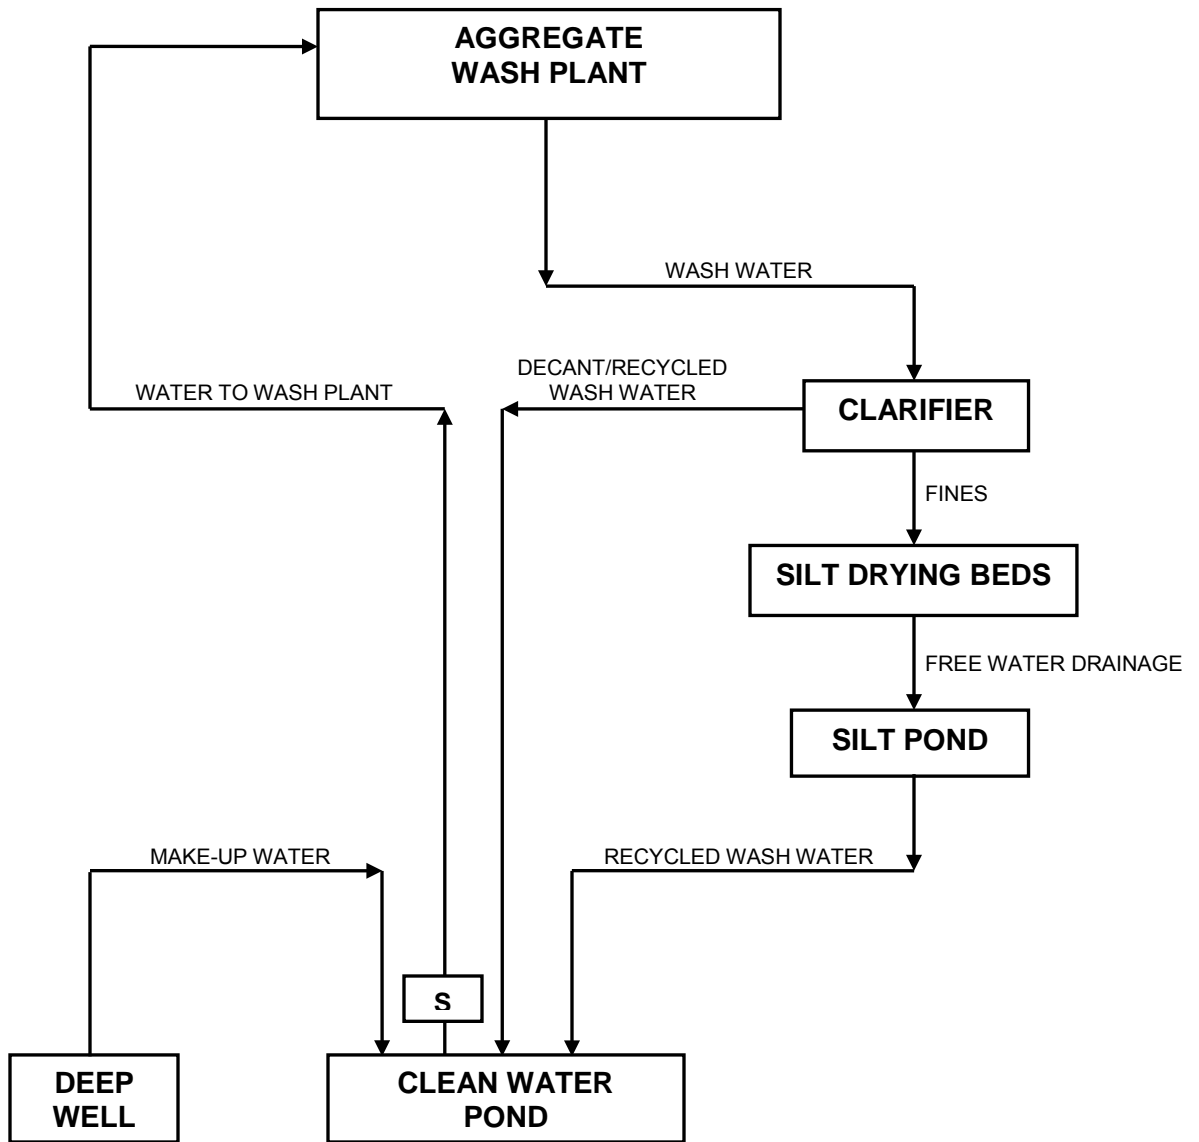 AGGREGATE
WASH PLANT
WASH WATER
DECANT/RECYCLED
WASH WATER
WATER TO WASH PLANT
CLARIFIER
FINES
SILT DRYING BEDS
FREE WATER DRAINAGE
SILT POND
MAKE-UP WATER
RECYCLED WASH WATER
S
DEEP
WELL
CLEAN WATER
POND